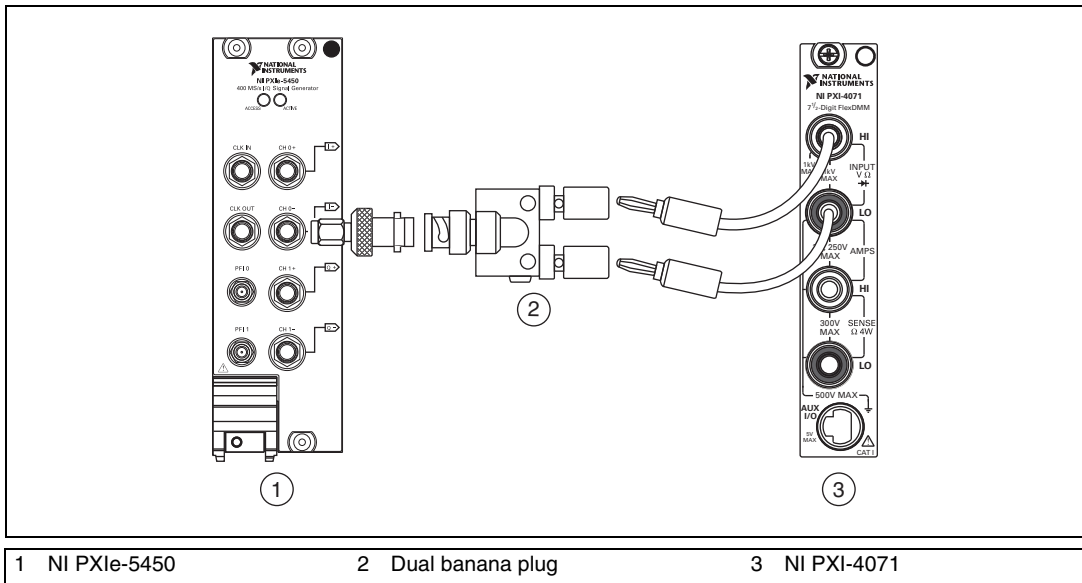 NATIONAL
INSTRUMENTS
NI PXIe-5450
400 MS/s I/Q Signal Generator
ACCESS ACTIVE
CLK IN CH 0+ I+
CLK OUT CH 0– I–
PFI 0 CH 1+ Q+
PFI 1 CH 1– Q–
1
2
NATIONAL
INSTRUMENTS
NI PXI-4071
7½-Digit FlexDMM
HI
1kV
MAX
INPUT
V Ω
LO
250V
MAX
AMPS
HI
300V
MAX
SENSE
Ω 4W
LO
500V MAX
AUX
I/O
5V
MAX
CAT I
3
1 NI PXIe-5450 2 Dual banana plug 3 NI PXI-4071